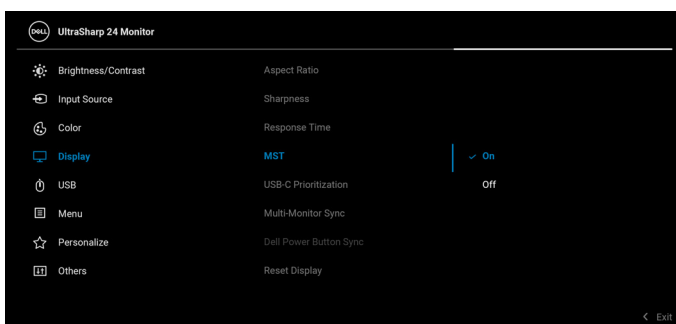 DELL UltraSharp 24 Monitor
Brightness/Contrast Aspect Ratio
Input Source Sharpness
Color Response Time
Display MST On
USB USB-C Prioritization Off
Menu Multi-Monitor Sync
Personalize Dell Power Button Sync
Others Reset Display
Exit